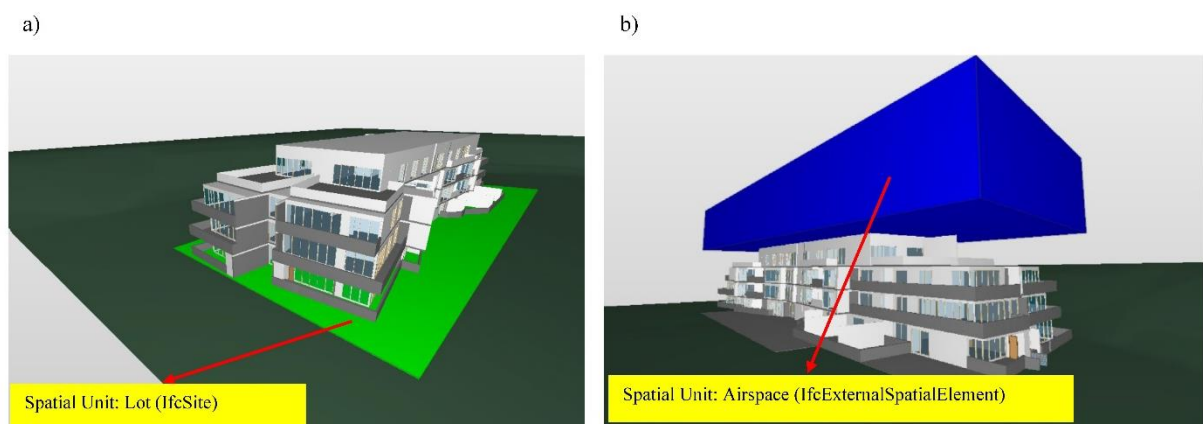 a)
b)
Spatial Unit: Lot (IfcSite)
Spatial Unit: Airspace (IfcExternalSpatialElement)